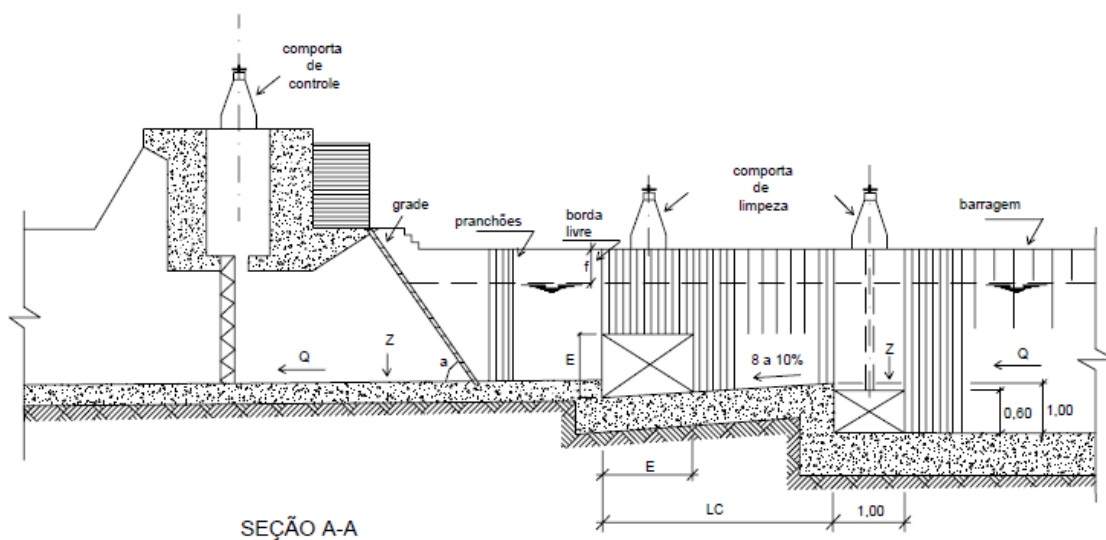 comporta
de
controle
grade
pranchões
borda
livre
comporta
de
limpeza
barragem
f
Q
Z
a
E
8 a 10%
Z
Q
0,60
1,00
E
LC
1,00
SEÇÃO A-A